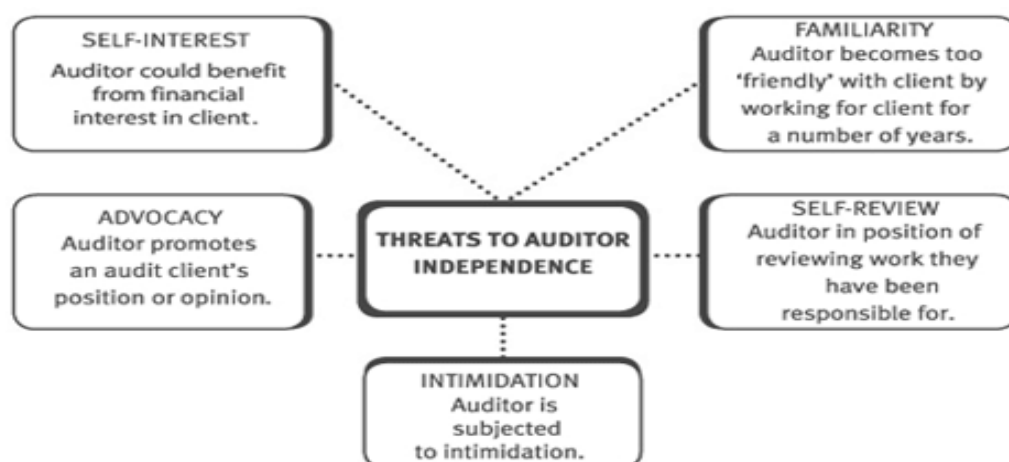 SELF-INTEREST
Auditor could benefit
from financial
interest in client.
FAMILIARITY
Auditor becomes too
‘friendly’ with client by
working for client for
a number of years.
ADVOCACY
Auditor promotes
an audit client’s
position or opinion.
THREATS TO AUDITOR
INDEPENDENCE
SELF-REVIEW
Auditor in position of
reviewing work they
have been
responsible for.
INTIMIDATION
Auditor is
subjected
to intimidation.